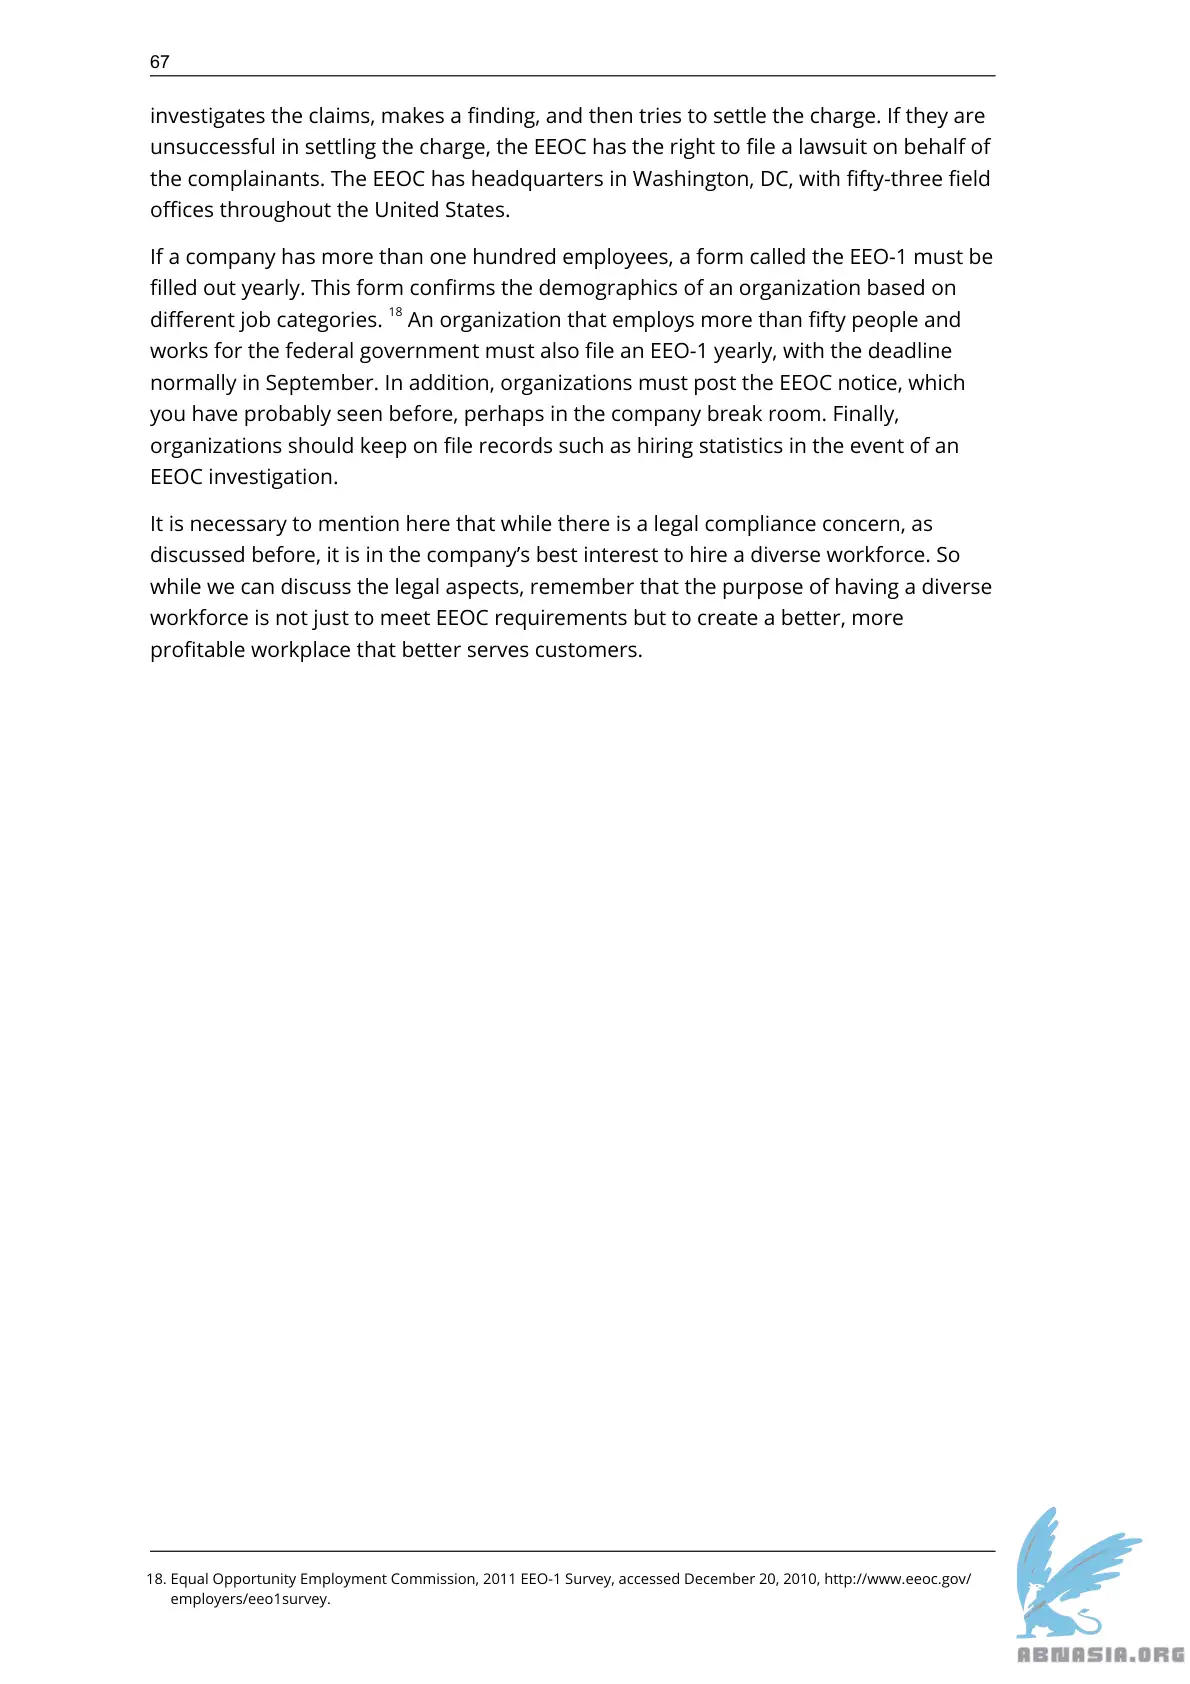 67
investigates the claims, makes a finding, and then tries to settle the charge. If they are
unsuccessful in settling the charge, the EEOC has the right to file a lawsuit on behalf of
the complainants. The EEOC has headquarters in Washington, DC, with fifty-three field
offices throughout the United States.
If a company has more than one hundred employees, a form called the EEO-1 must be
filled out yearly. This form confirms the demographics of an organization based on
different job categories. 18 An organization that employs more than fifty people and
works for the federal government must also file an EEO-1 yearly, with the deadline
normally in September. In addition, organizations must post the EEOC notice, which
you have probably seen before, perhaps in the company break room. Finally,
organizations should keep on file records such as hiring statistics in the event of an
EEOC investigation.
It is necessary to mention here that while there is a legal compliance concern, as
discussed before, it is in the company’s best interest to hire a diverse workforce. So
while we can discuss the legal aspects, remember that the purpose of having a diverse
workforce is not just to meet EEOC requirements but to create a better, more
profitable workplace that better serves customers.
18. Equal Opportunity Employment Commission, 2011 EEO-1 Survey, accessed December 20, 2010, http://www.eeoc.gov/
employers/eeo1survey.
ABNASIA.ORG